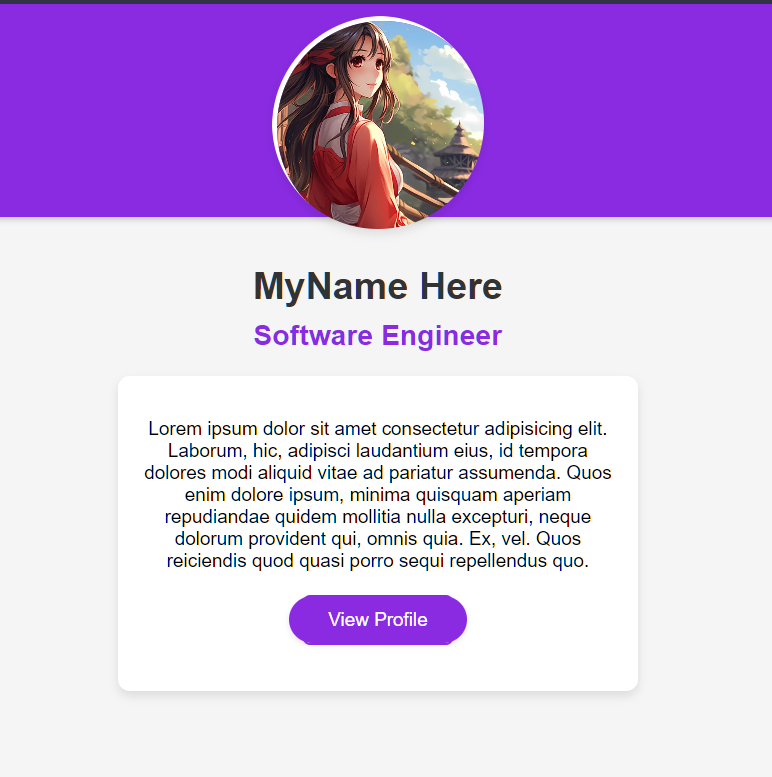 MyName Here
Software Engineer
Lorem ipsum dolor sit amet consectetur adipisicing elit.
Laborum, hic, adipisci laudantium eius, id tempora
dolores modi aliquid vitae ad pariatur assumenda. Quos
enim dolore ipsum, minima quisquam aperiam
repudiandae quidem mollitia nulla excepturi, neque
dolorum provident qui, omnis quia. Ex, vel. Quos
reiciendis quod quasi porro sequi repellendus quo.
View Profile